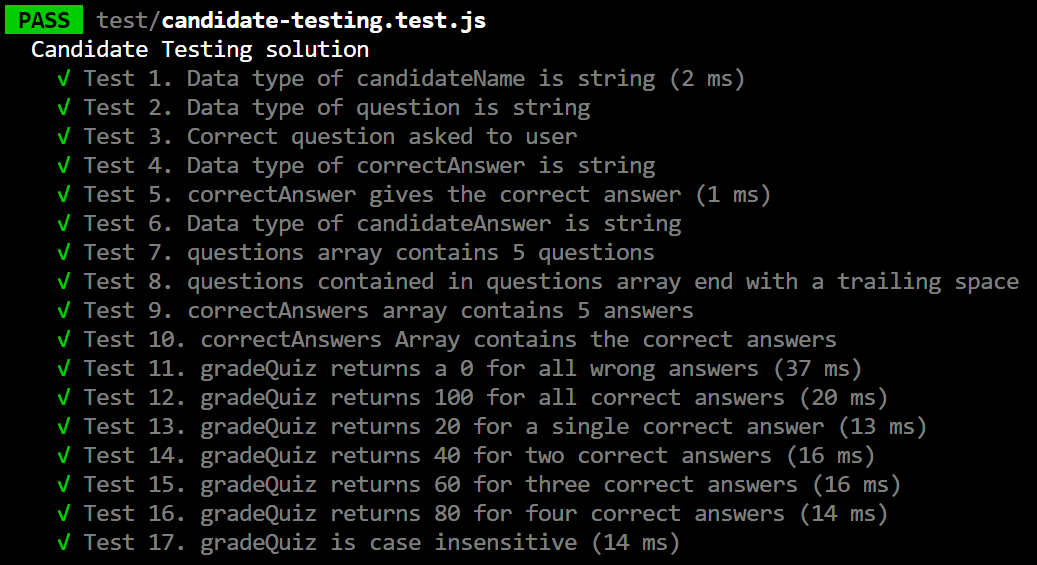 PASS test/candidate-testing.test.js
Candidate Testing solution
√ Test 1. Data type of candidateName is string (2 ms)
√ Test 2. Data type of question is string
√ Test 3. Correct question asked to user
√ Test 4. Data type of correctAnswer is string
√ Test 5. correctAnswer gives the correct answer (1 ms)
√ Test 6. Data type of candidateAnswer is string
√ Test 7. questions array contains 5 questions
√ Test 8. questions contained in questions array end with a trailing space
√ Test 9. correctAnswers array contains 5 answers
√ Test 10. correctAnswers Array contains the correct answers
√ Test 11. gradeQuiz returns a 0 for all wrong answers (37 ms)
√ Test 12. gradeQuiz returns 100 for all correct answers (20 ms)
√ Test 13. gradeQuiz returns 20 for a single correct answer (13 ms)
√ Test 14. gradeQuiz returns 40 for two correct answers (16 ms)
√ Test 15. gradeQuiz returns 60 for three correct answers (16 ms)
√ Test 16. gradeQuiz returns 80 for four correct answers (14 ms)
√ Test 17. gradeQuiz is case insensitive (14 ms)